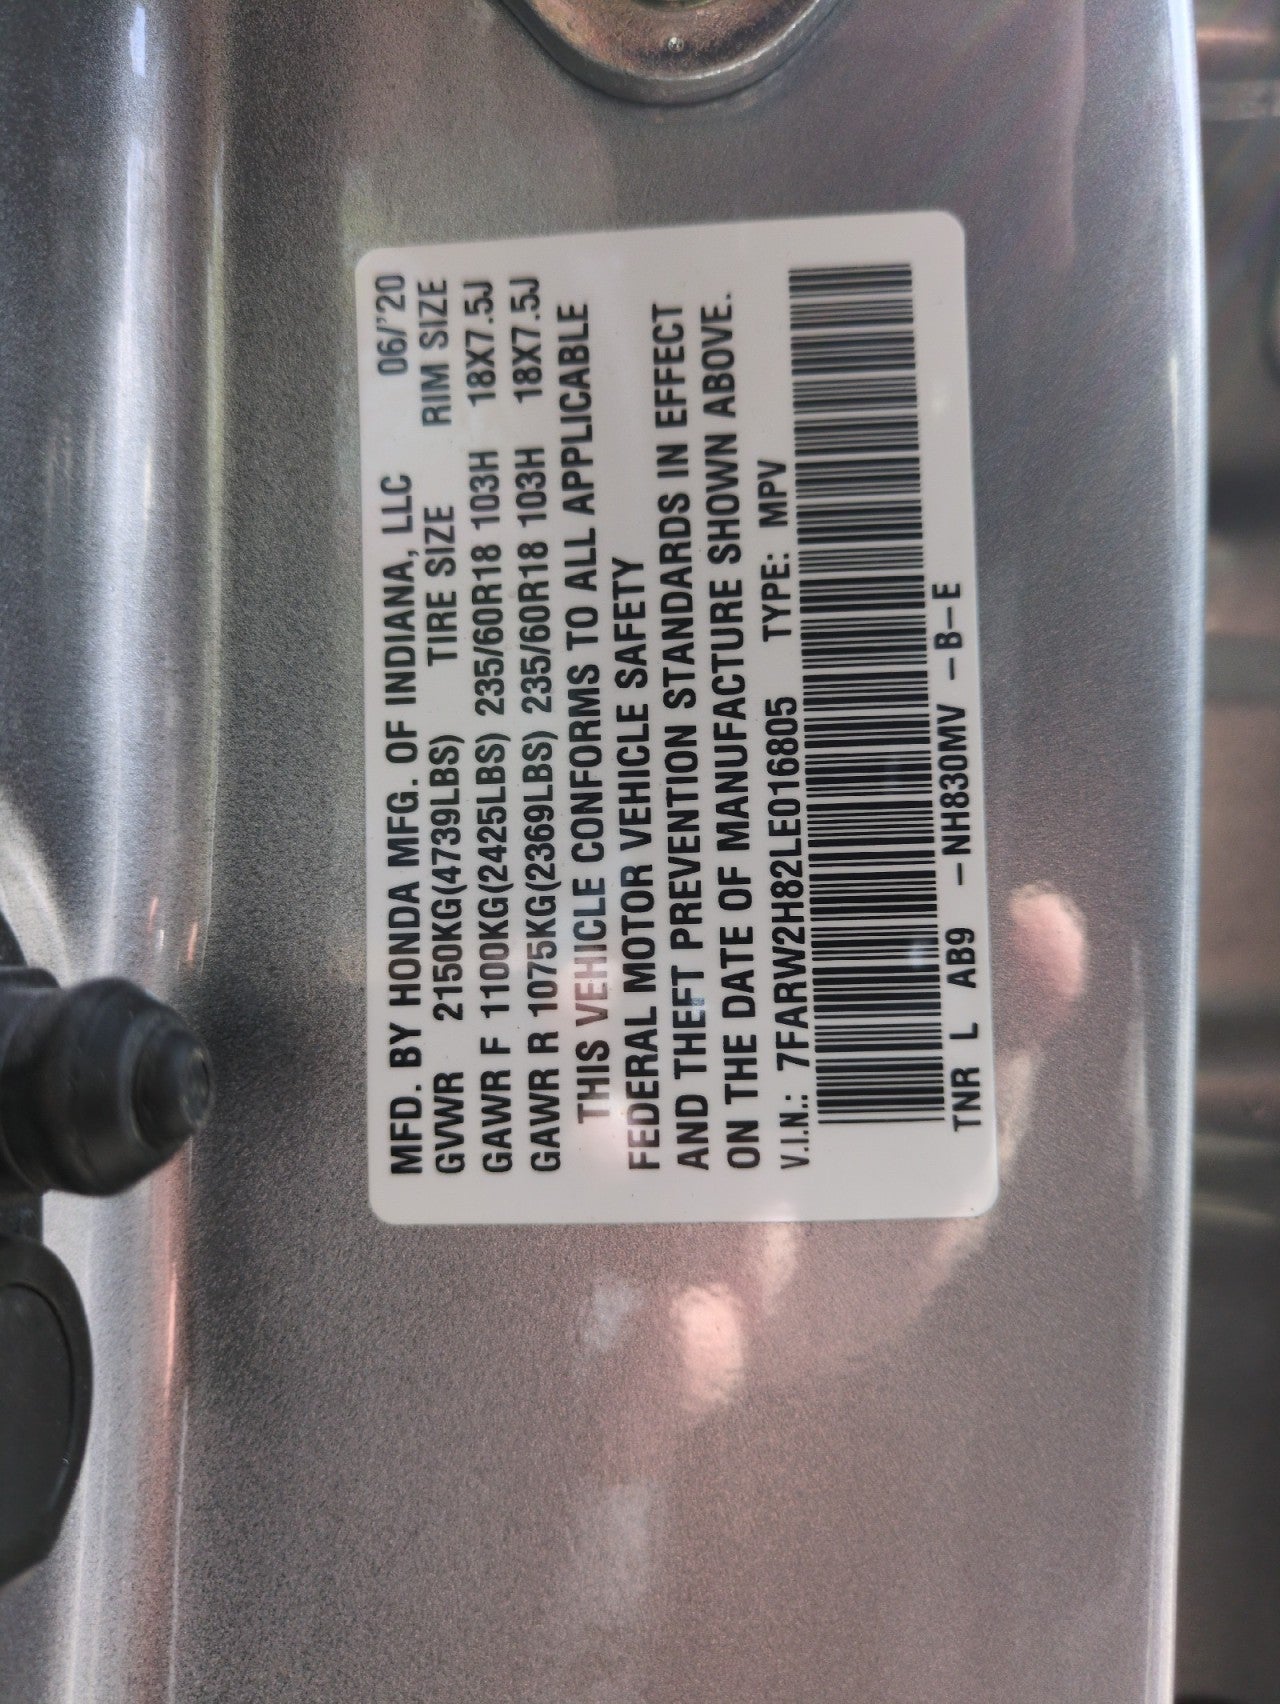 MFD. BY HONDA MFG. OF INDIANA, LLC 06/'20
GVWR 2150KG(4739LBS) TIRE SIZE RIM SIZE
GAWR F 1100KG(2425LBS) 235/60R18 103H 18X7.5J
GAWR R 1075KG(2369LBS) 235/60R18 103H 18X7.5J
THIS VEHICLE CONFORMS TO ALL APPLICABLE
FEDERAL MOTOR VEHICLE SAFETY
AND THEFT PREVENTION STANDARDS IN EFFECT
ON THE DATE OF MANUFACTURE SHOWN ABOVE.
V.I.N.: 7FARW2H82LE016805 TYPE: MPV
TNR L AB9 -NH830MV -B-E